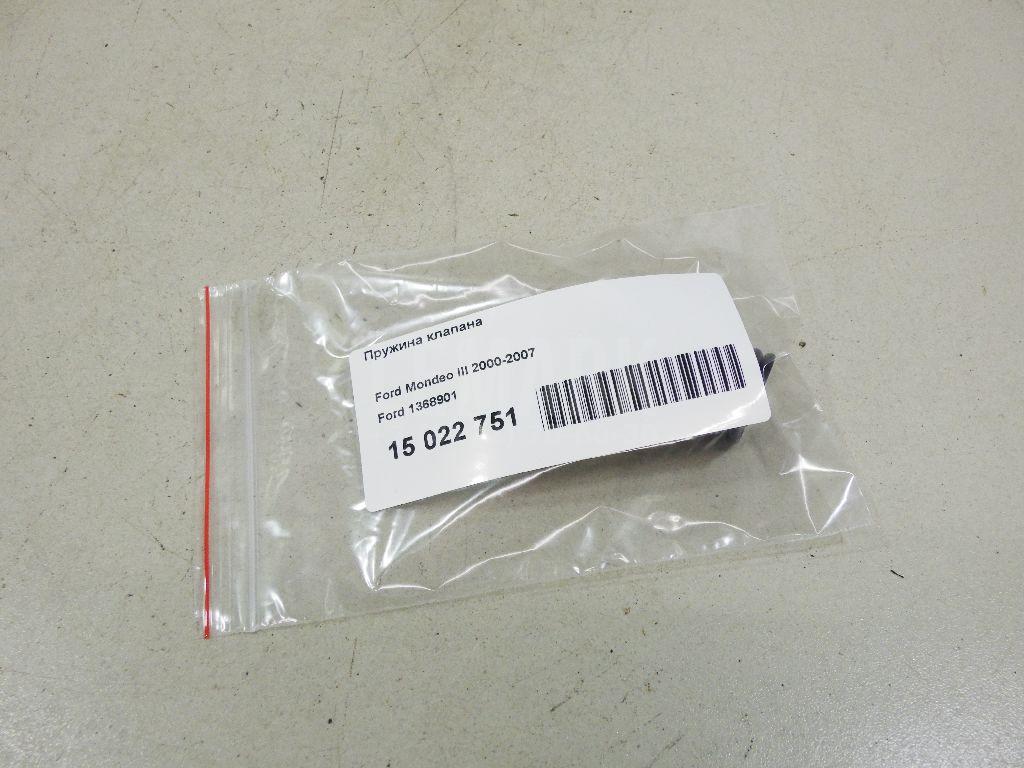 Пружина клапана
Ford Mondeo III 2000-2007
Ford 1368901
15 022 751